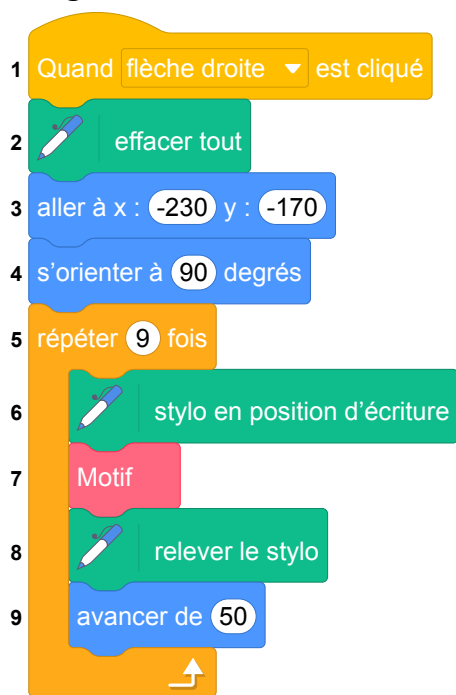 1 Quand flèche droite est cliqué
2 effacer tout
3 aller à x : -230 y : -170
4 s'orienter à 90 degrés
5 répéter 9 fois
6 stylo en position d'écriture
7 Motif
8 relever le stylo
9 avancer de 50